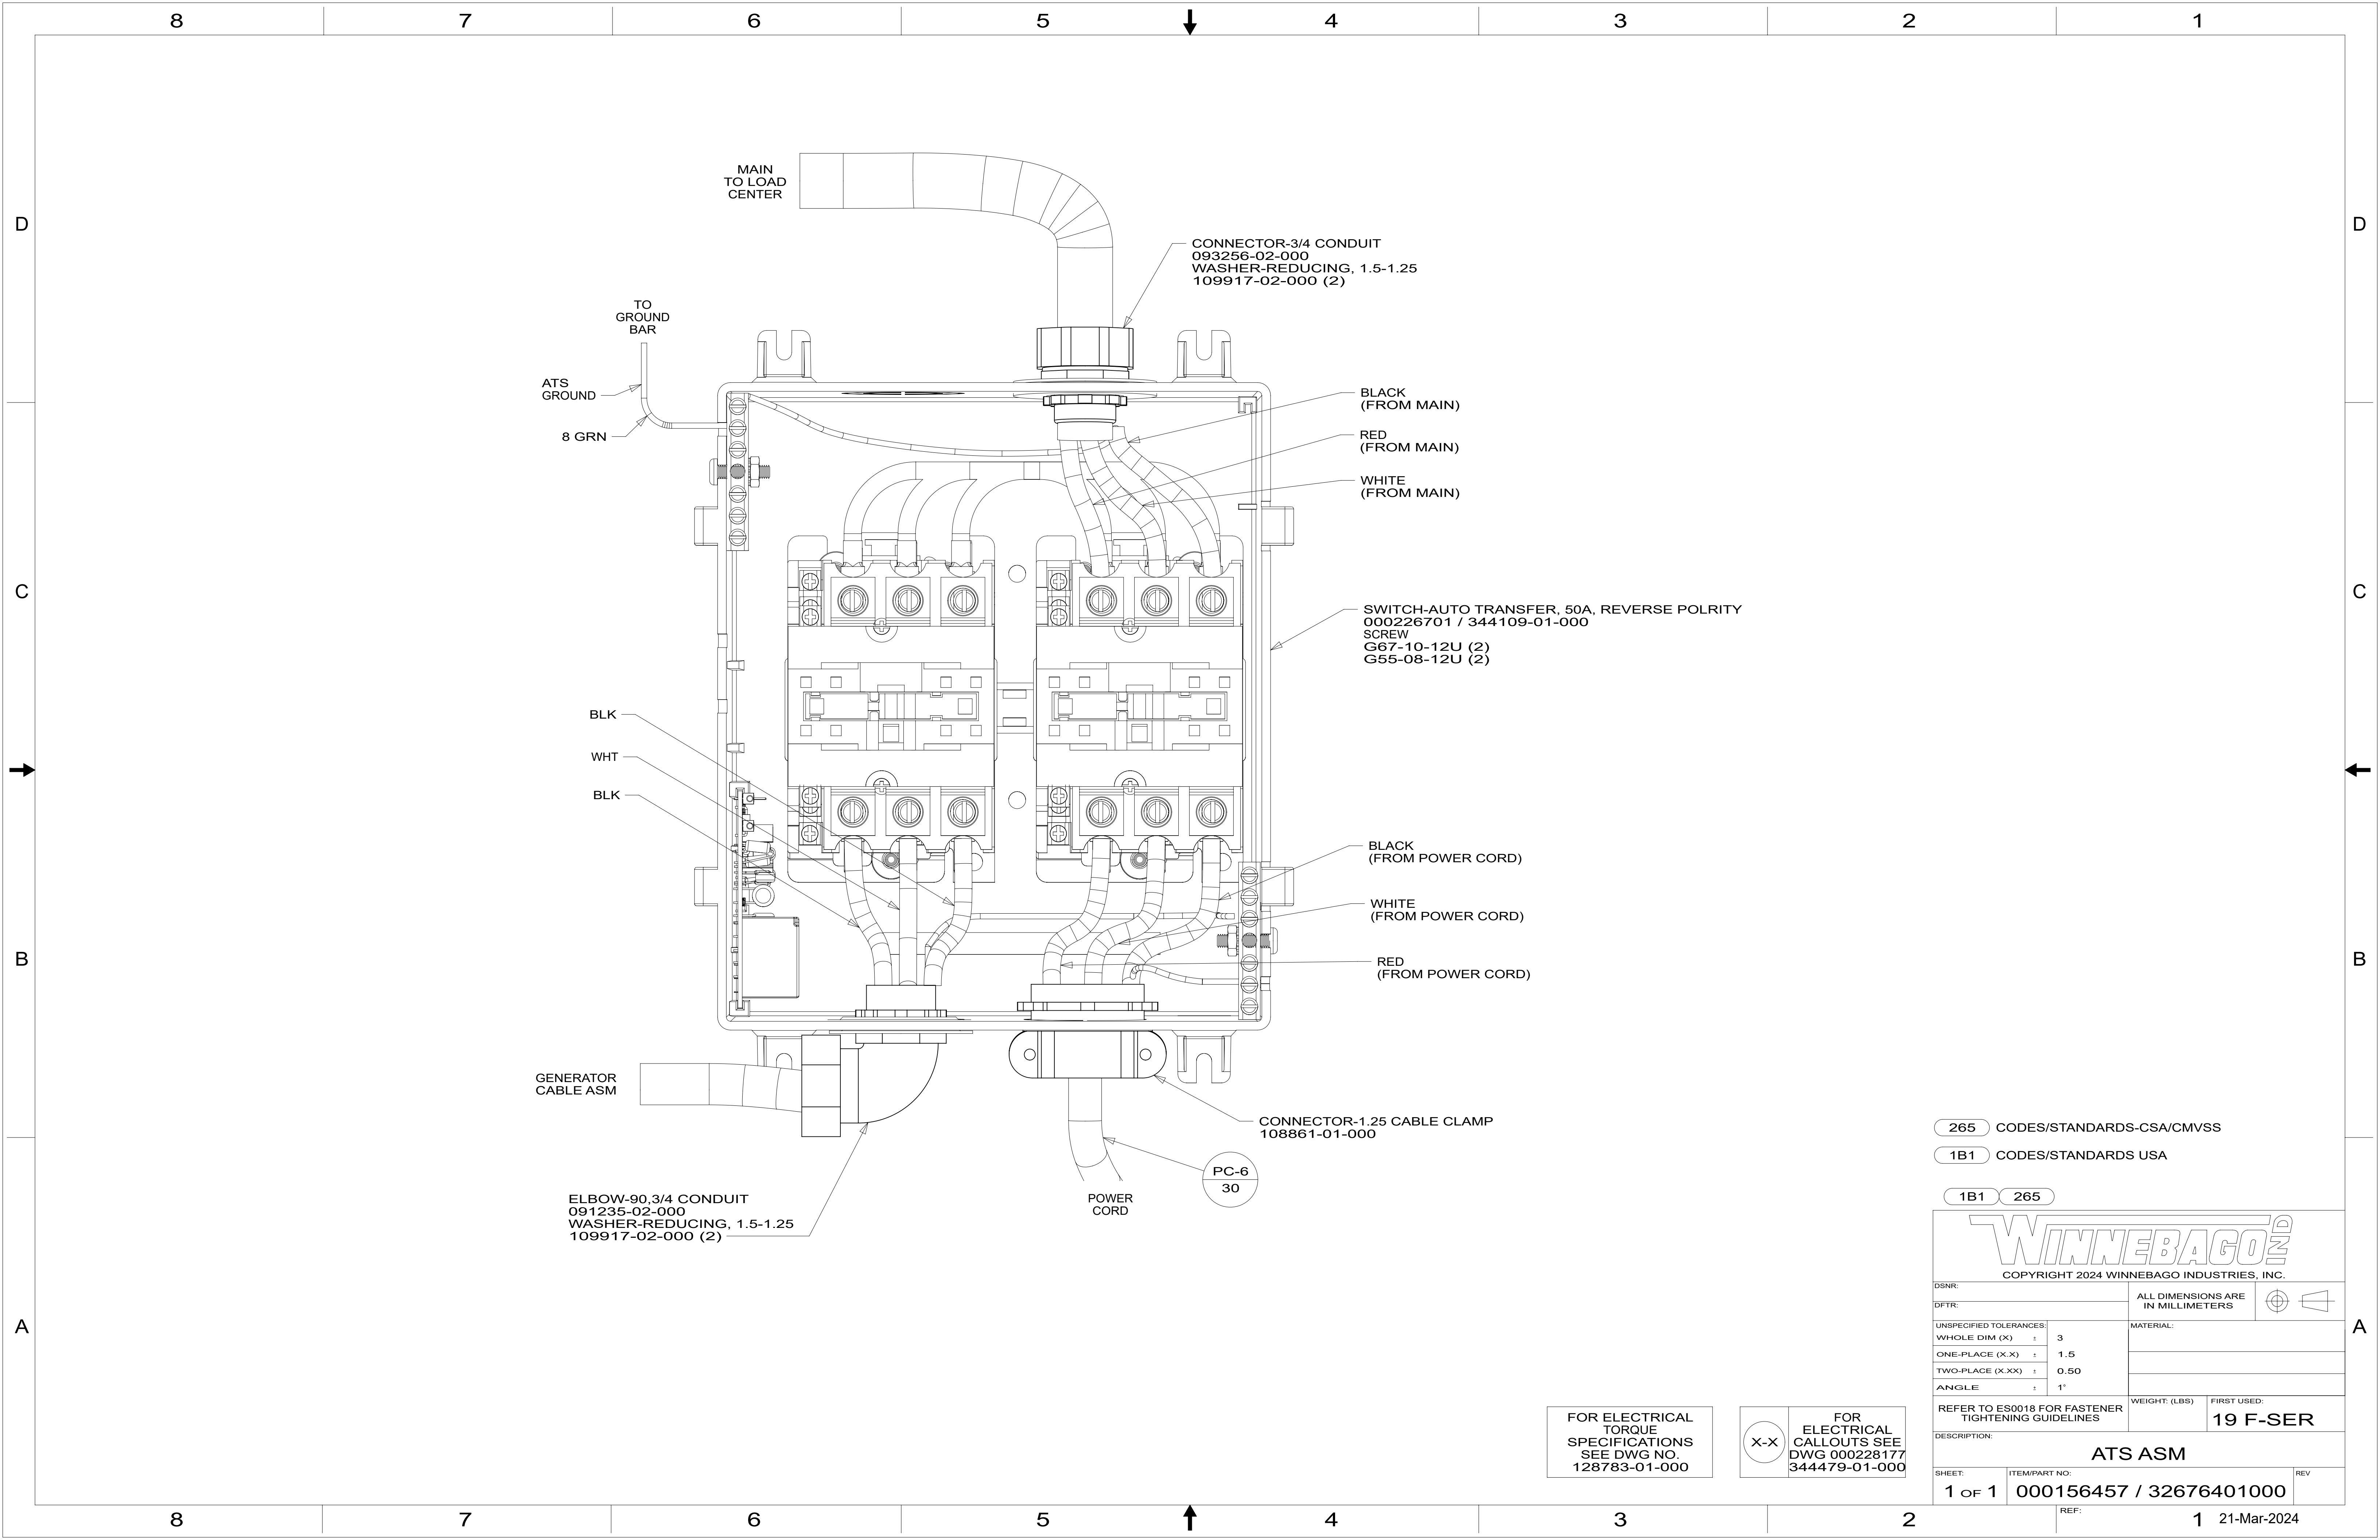 8 7 6 5 4 3 2 1
D
D
MAIN
TO LOAD
CENTER
CONNECTOR-3/4 CONDUIT
093256-02-000
WASHER-REDUCING, 1.5-1.25
109917-02-000 (2)
TO
GROUND
BAR
ATS
GROUND
8 GRN
BLACK
(FROM MAIN)
RED
(FROM MAIN)
WHITE
(FROM MAIN)
C
C
SWITCH-AUTO TRANSFER, 50A, REVERSE POLRITY
000226701 / 344109-01-000
SCREW
G67-10-12U (2)
G55-08-12U (2)
BLK
WHT
BLK
BLACK
(FROM POWER CORD)
WHITE
(FROM POWER CORD)
RED
(FROM POWER CORD)
B
B
GENERATOR
CABLE ASM
CONNECTOR-1.25 CABLE CLAMP
108861-01-000
PC-6
30
POWER
CORD
ELBOW-90,3/4 CONDUIT
091235-02-000
WASHER-REDUCING, 1.5-1.25
109917-02-000 (2)
265 CODES/STANDARDS-CSA/CMVSS
1B1 CODES/STANDARDS USA
1B1 265
WINNEBAGO IND
COPYRIGHT 2024 WINNEBAGO INDUSTRIES, INC.
DSNR:
DFTR:
ALL DIMENSIONS ARE
IN MILLIMETERS
A
A
UNSPECIFIED TOLERANCES:
WHOLE DIM (X) ± 3
ONE-PLACE (X.X) ± 1.5
TWO-PLACE (X.XX) ± 0.50
ANGLE ± 1°
MATERIAL:
REFER TO ES0018 FOR FASTENER
TIGHTENING GUIDELINES
WEIGHT: (LBS)
FIRST USED:
19 F-SER
DESCRIPTION:
ATS ASM
SHEET:
1 OF 1
ITEM/PART NO:
000156457 / 32676401000
REV
FOR ELECTRICAL
TORQUE
SPECIFICATIONS
SEE DWG NO.
128783-01-000
X-X
FOR
ELECTRICAL
CALLOUTS SEE
DWG 000228177
344479-01-000
8 7 6 5 4 3 2 1
REF:
21-Mar-2024